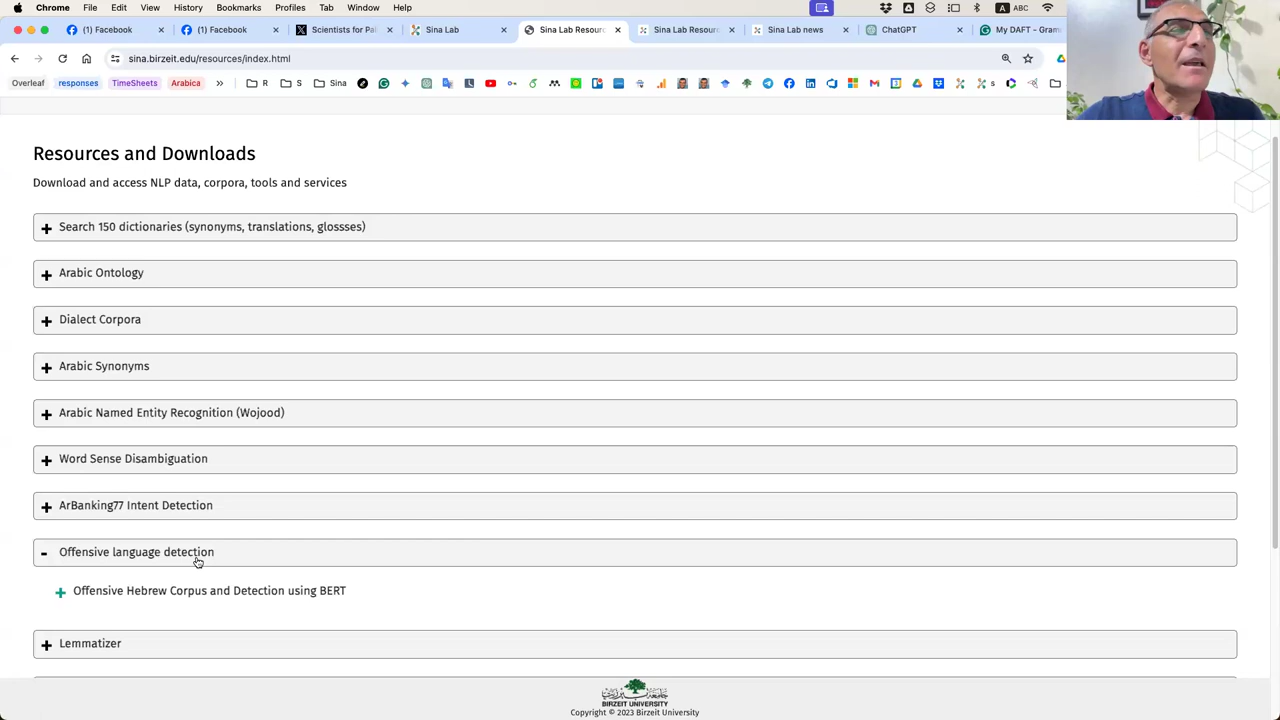 Chrome File Edit View History Bookmarks Profiles Tab Window Help ABC
(1) Facebook (1) Facebook Scientists for Pal Sina Lab Sina Lab Resourc Sina Lab Resourc Sina Lab news ChatGPT My DAFT - Gram
sina.birzeit.edu/resources/index.html
Overleaf responses TimeSheets Arabica » R S Sina
Resources and Downloads
Download and access NLP data, corpora, tools and services
Search 150 dictionaries (synonyms, translations, glossses)
Arabic Ontology
Dialect Corpora
Arabic Synonyms
Arabic Named Entity Recognition (Wojood)
Word Sense Disambiguation
ArBanking77 Intent Detection
Offensive language detection
Offensive Hebrew Corpus and Detection using BERT
Lemmatizer
BIRZEIT UNIVERSITY
Copyright © 2023 Birzeit University